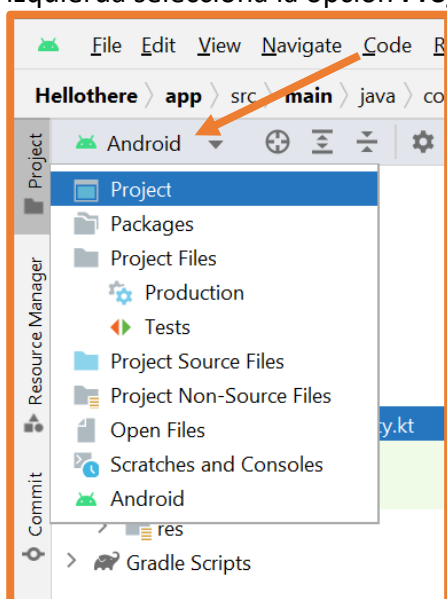 izquierda selecciona la opción
File Edit View Navigate Code R
Hellothere app src main java co
Project
Android
Project
Packages
Project Files
Production
Tests
Project Source Files
Project Non-Source Files
Open Files
Scratches and Consoles
Android
Resource Manager
Commit
ty.kt
res
Gradle Scripts